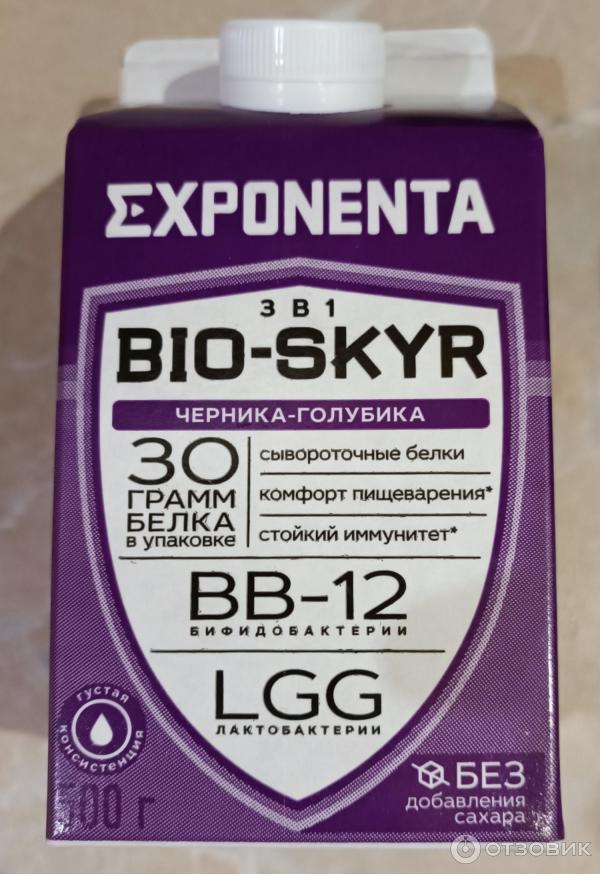 EXPONENTA
3 В 1
BIO-SKYR
ЧЕРНИКА-ГОЛУБИКА
30
ГРАММ
БЕЛКА
в упаковке
сывороточные белки
комфорт пищеварения*
стойкий иммунитет*
BB-12
БИФИДОБАКТЕРИИ
LGG
ЛАКТОБАКТЕРИИ
густая
консистенция
500 г
БЕЗ
добавления
сахара
ОТЗОВИК